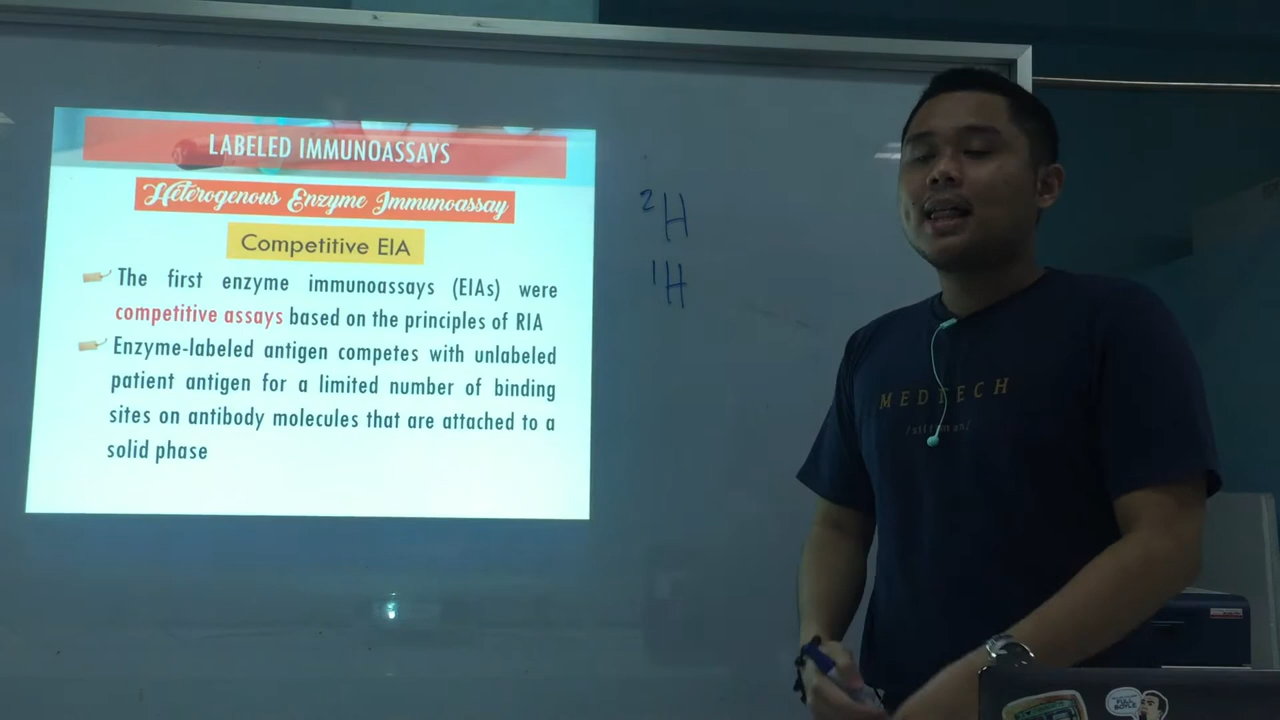 LABELED IMMUNOASSAYS
Heterogenous Enzyme Immunoassay
Competitive EIA
The first enzyme immunoassays (EIAs) were
competitive assays based on the principles of RIA
Enzyme-labeled antigen competes with unlabeled
patient antigen for a limited number of binding
sites on antibody molecules that are attached to a
solid phase
²H
¹H
MEDTECH